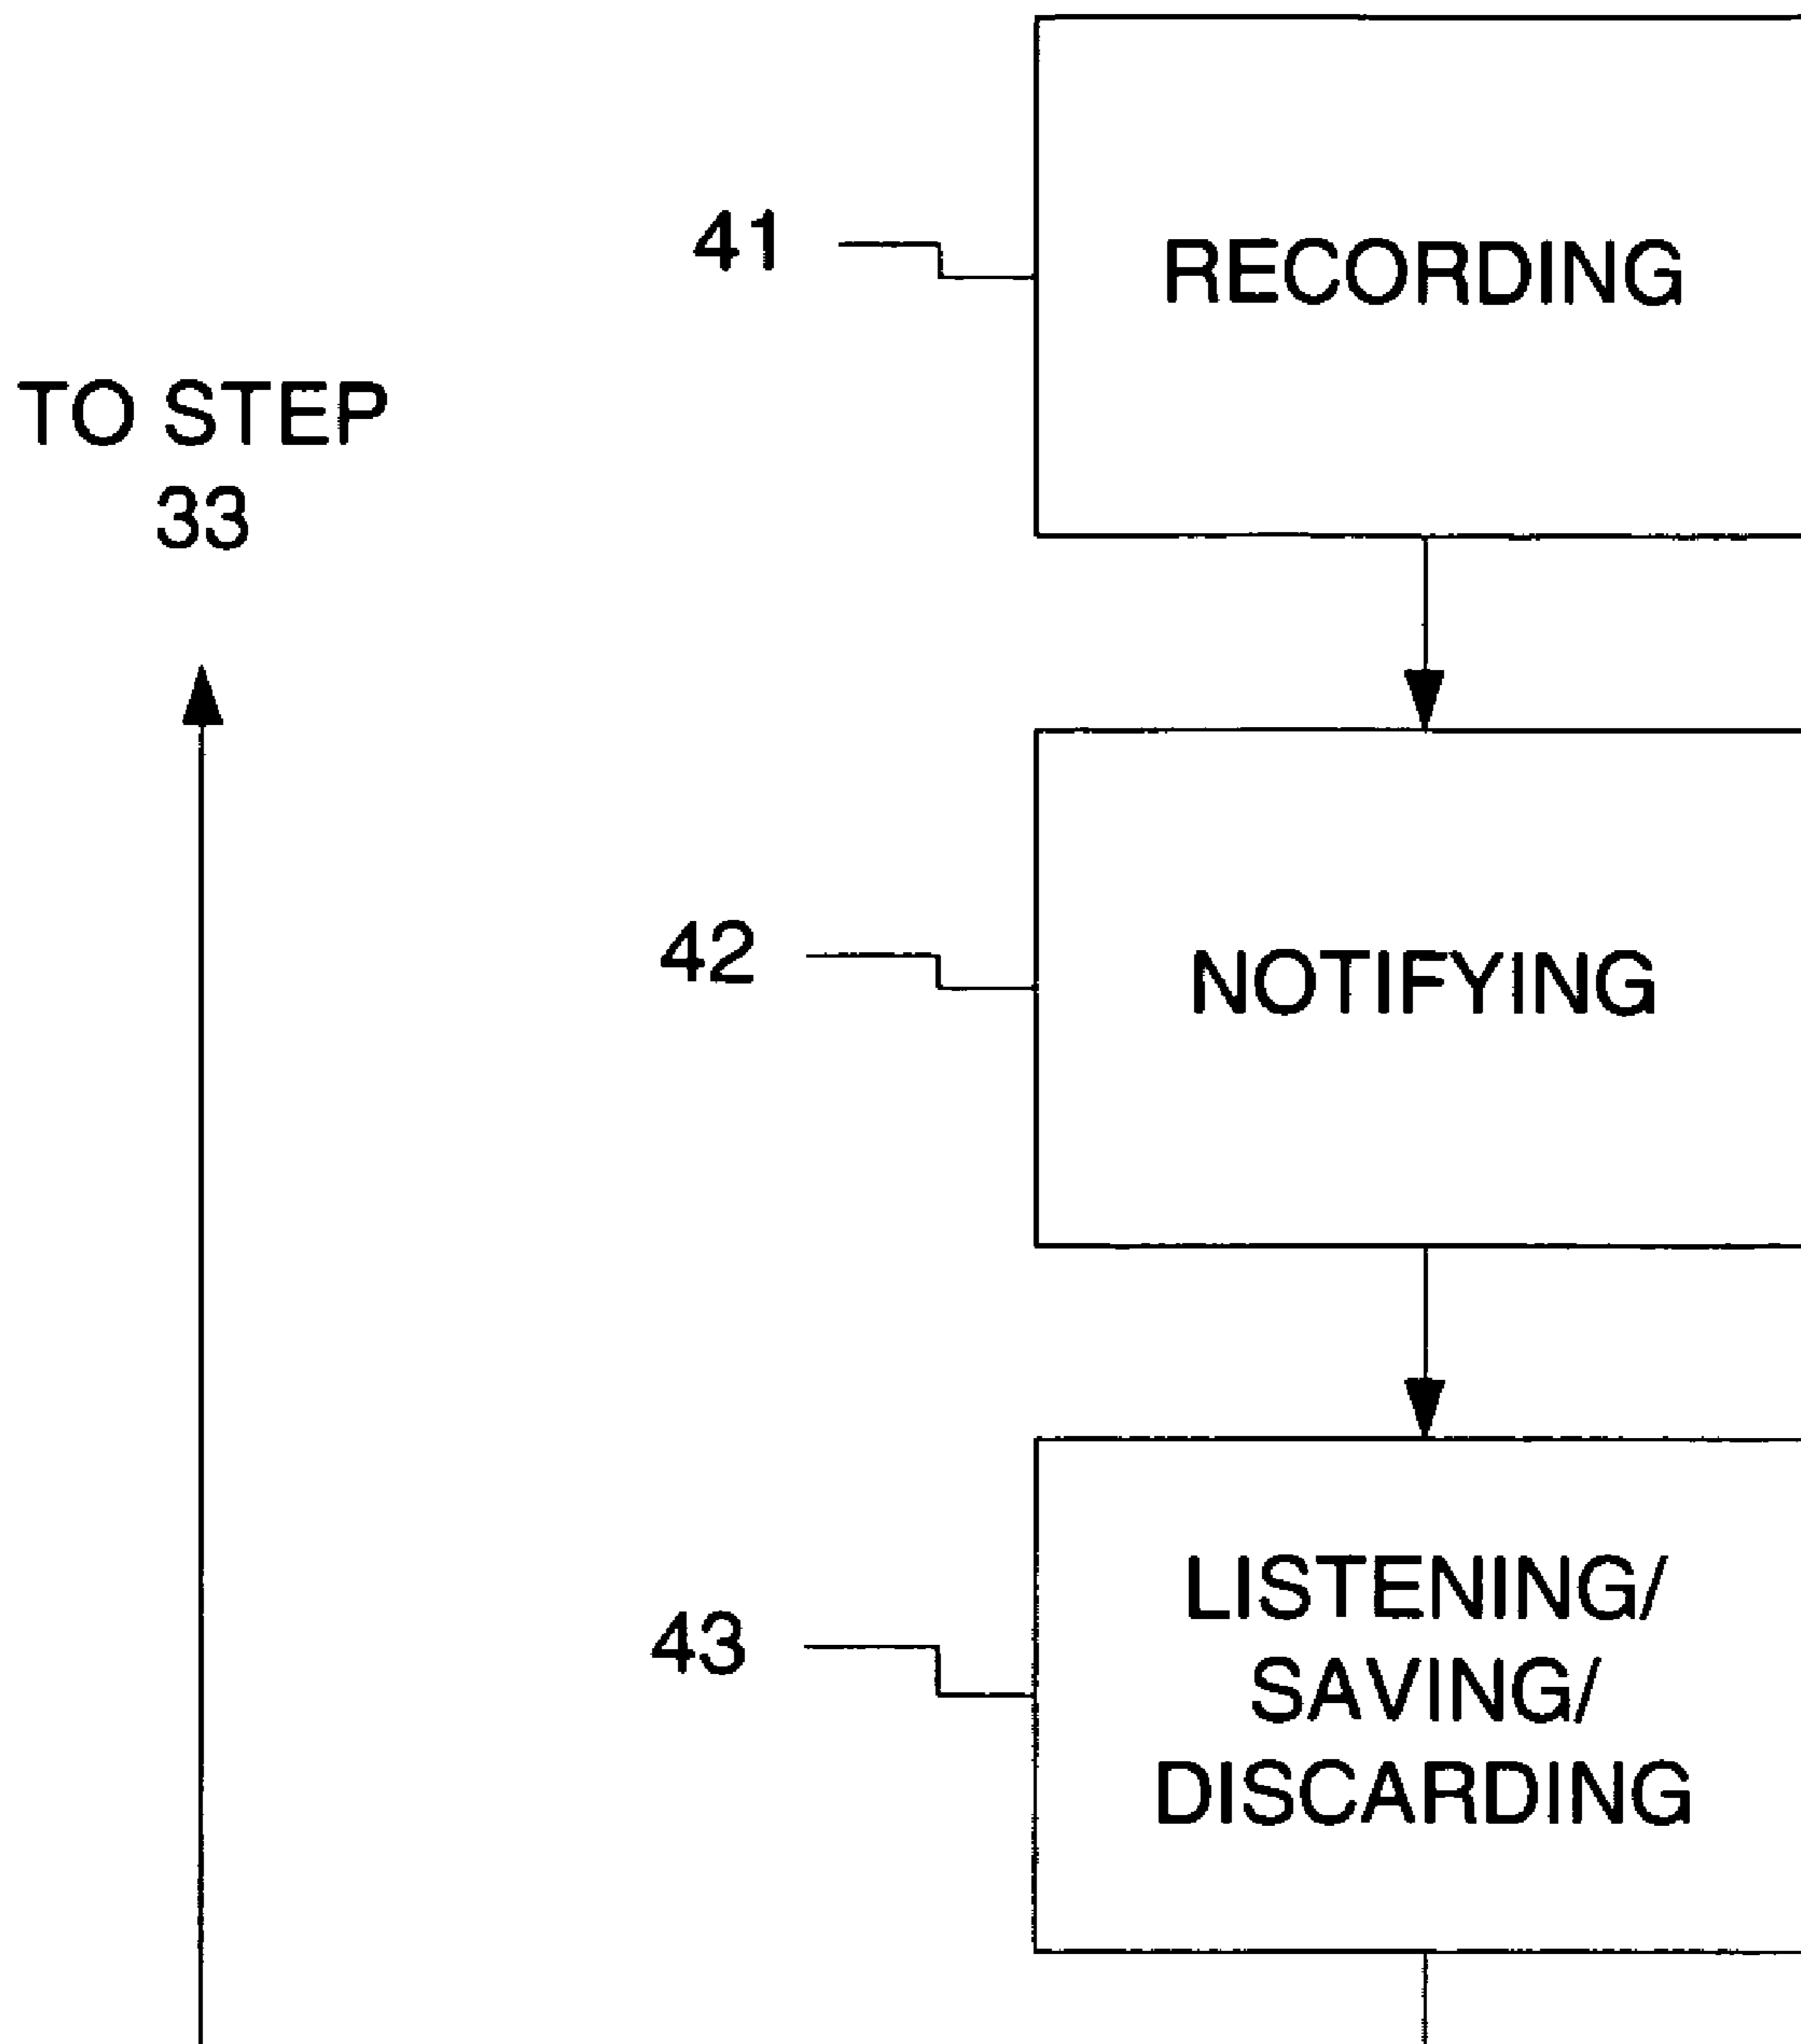 41
RECORDING
TO STEP
33
42
NOTIFYING
43
LISTENING/
SAVING/
DISCARDING